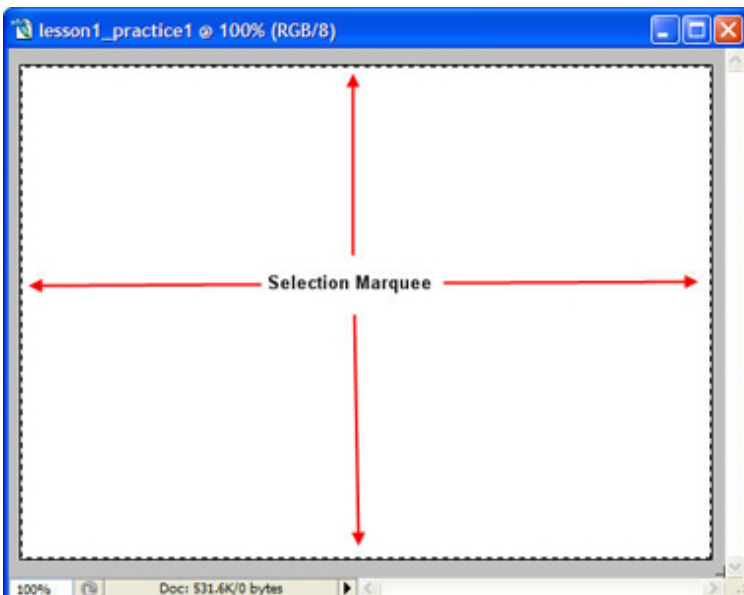 lesson1_practice1 @ 100% (RGB/8)
Selection Marquee
100% Doc: 531.6K/0 bytes